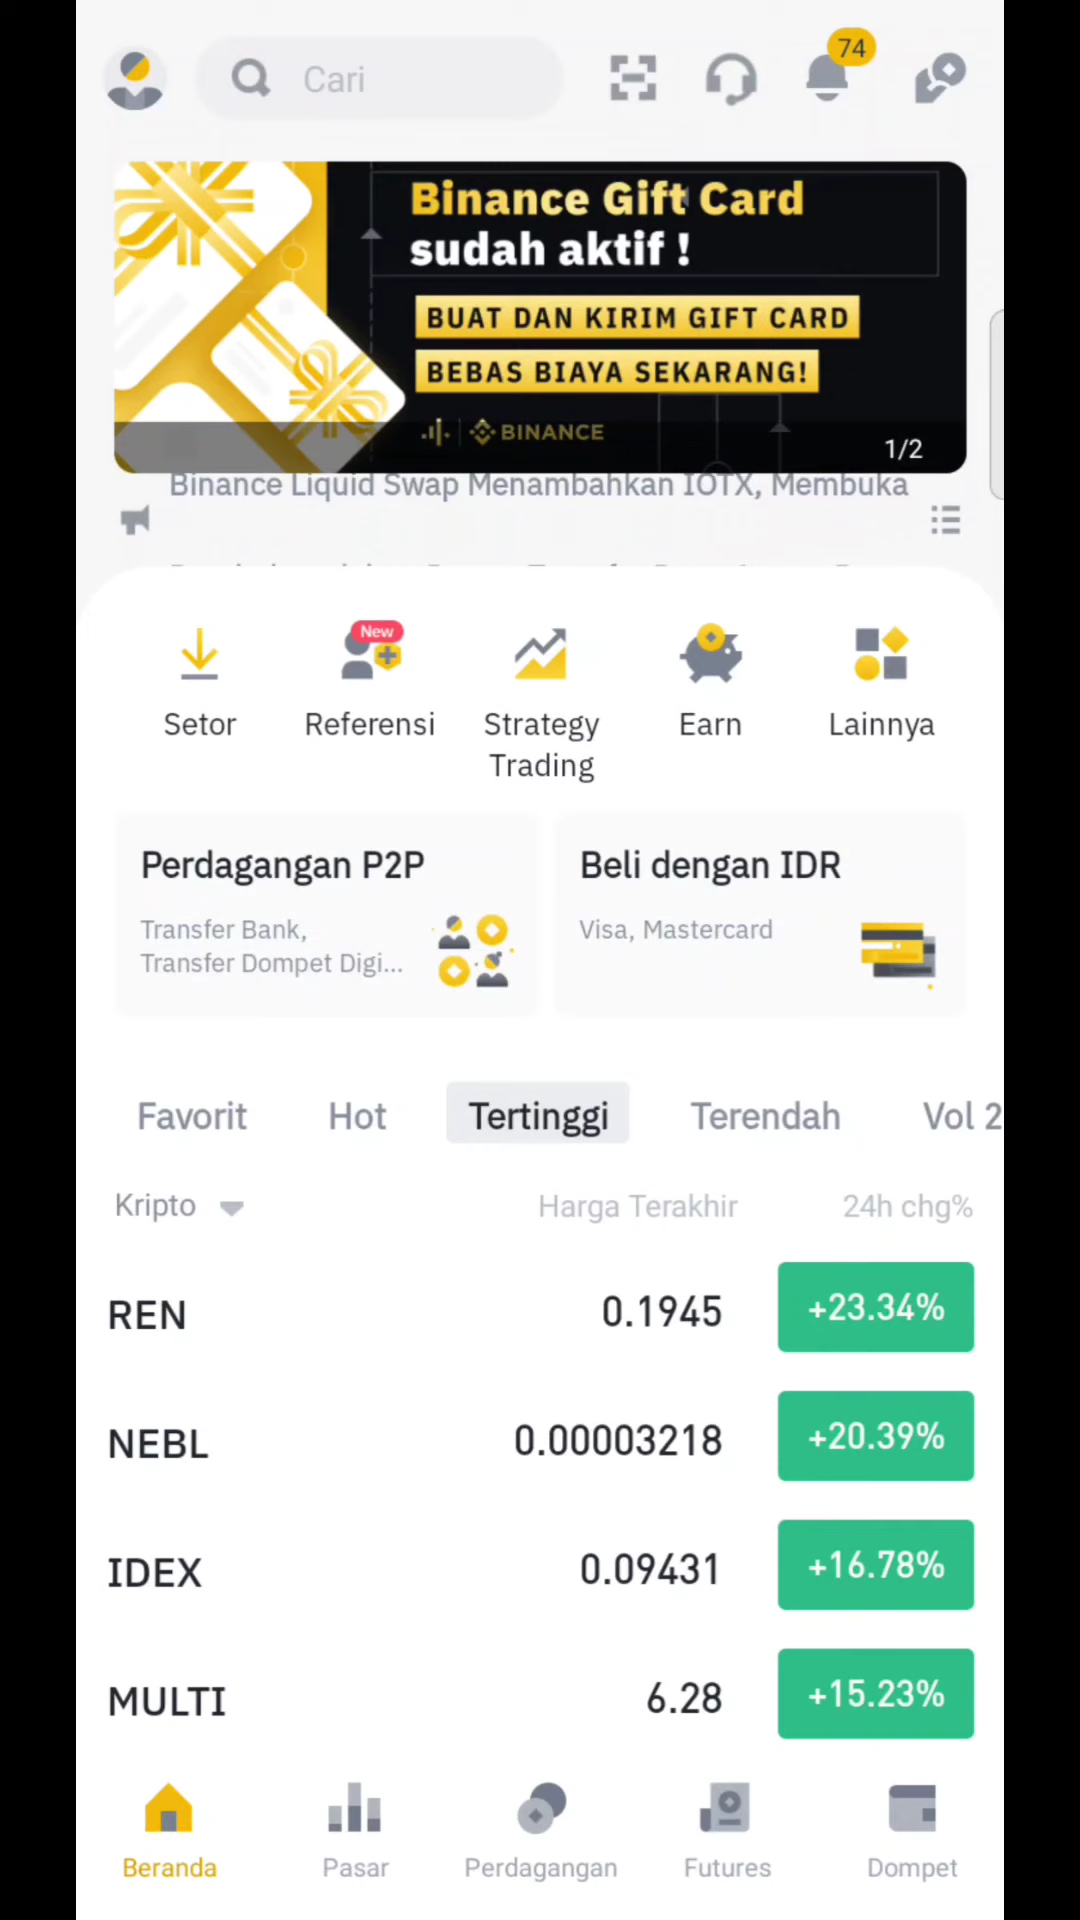 Cari
74
Binance Gift Card
sudah aktif !
BUAT DAN KIRIM GIFT CARD
BEBAS BIAYA SEKARANG!
BINANCE
1/2
Binance Liquid Swap Menambahkan IOTX, Membuka
New
Setor
Referensi
Strategy
Trading
Earn
Lainnya
Perdagangan P2P
Transfer Bank,
Transfer Dompet Digi...
Beli dengan IDR
Visa, Mastercard
Favorit Hot Tertinggi Terendah Vol 2
Kripto Harga Terakhir 24h chg%
REN 0.1945 +23.34%
NEBL 0.00003218 +20.39%
IDEX 0.09431 +16.78%
MULTI 6.28 +15.23%
Beranda Pasar Perdagangan Futures Dompet